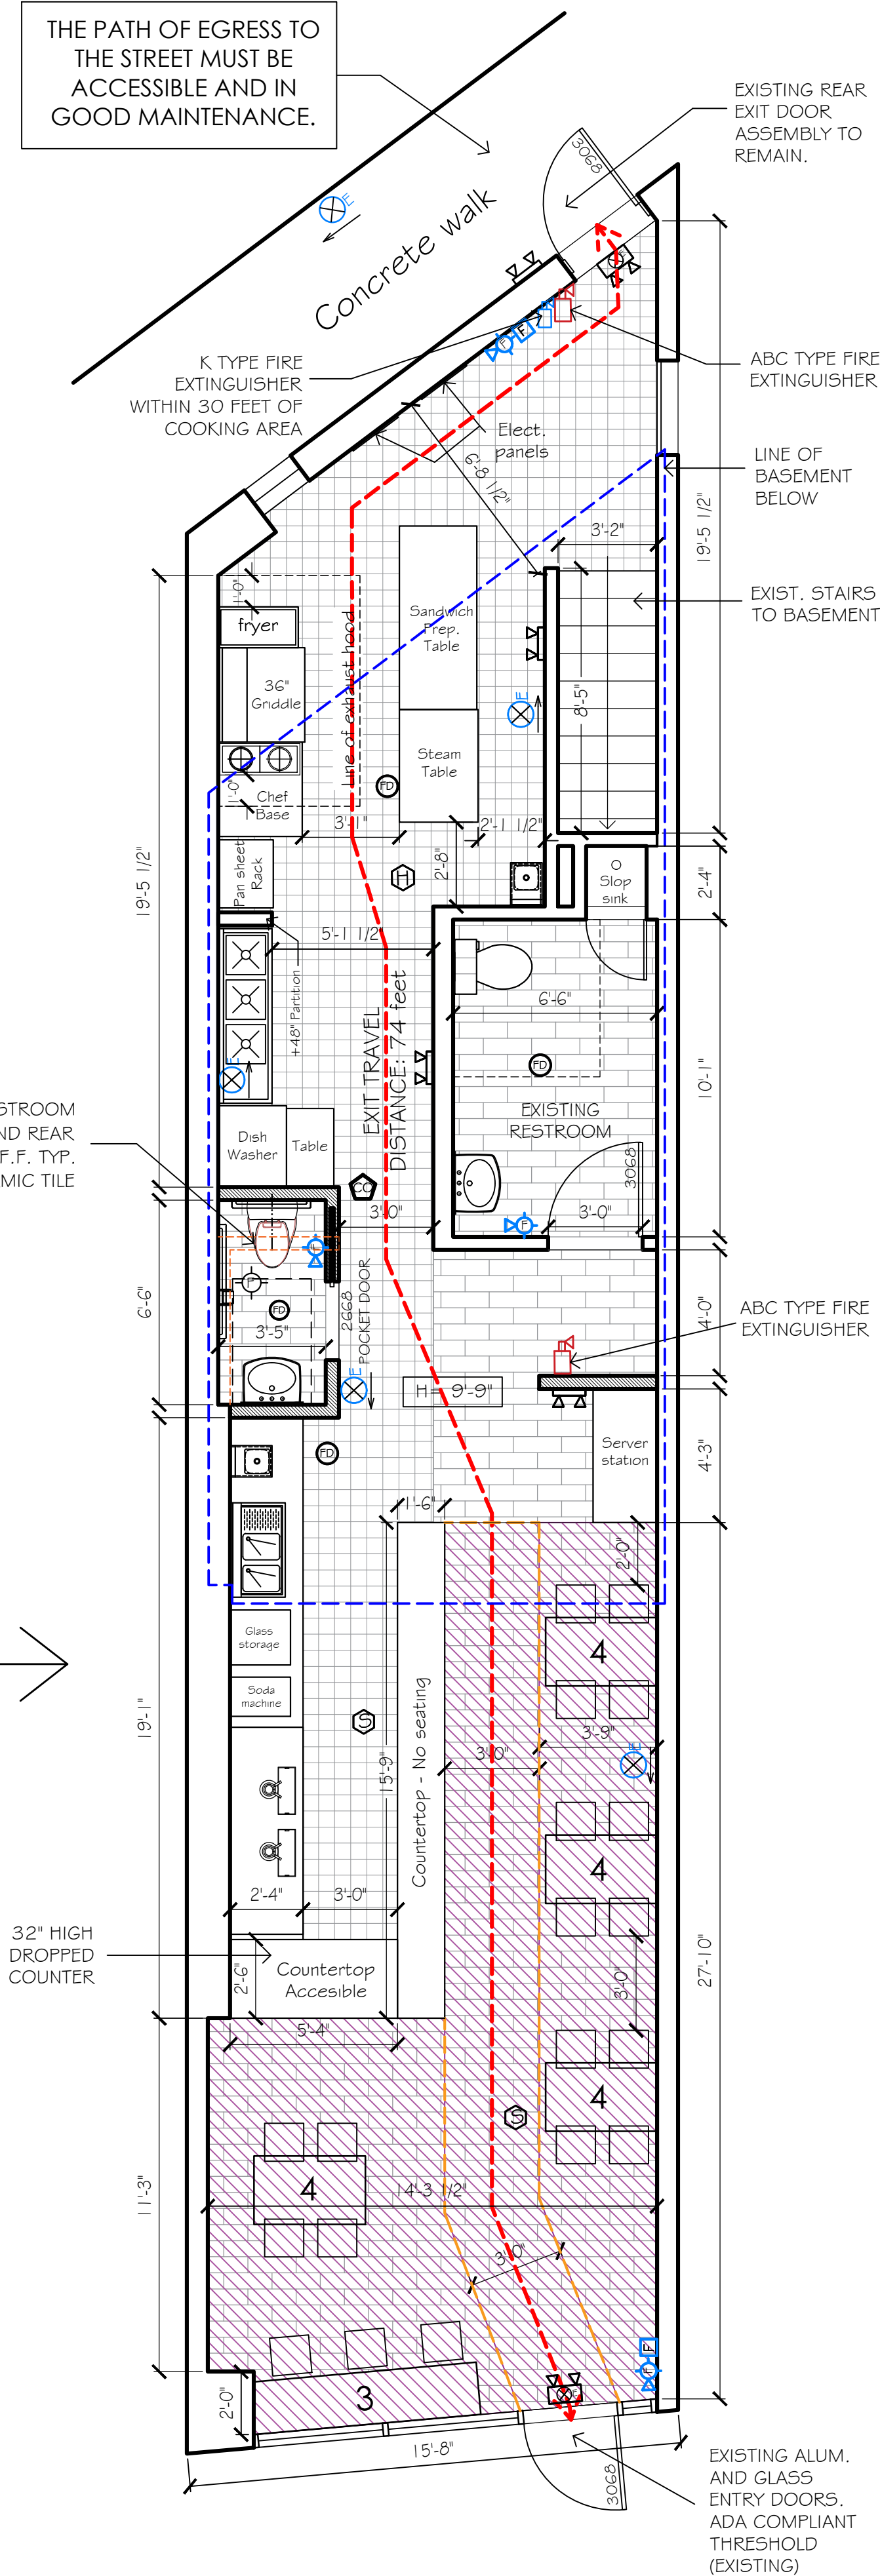 THE PATH OF EGRESS TO
THE STREET MUST BE
ACCESSIBLE AND IN
GOOD MAINTENANCE.
EXISTING REAR
EXIT DOOR
ASSEMBLY TO
REMAIN.
3068
E
Concrete walk
K TYPE FIRE
EXTINGUISHER
WITHIN 30 FEET OF
COOKING AREA
F
F
ABC TYPE FIRE
EXTINGUISHER
Elect.
panels
6'-8 1/2"
LINE OF
BASEMENT
BELOW
19'-5 1/2"
3'-2"
EXIST. STAIRS
TO BASEMENT
1'-0"
fryer
Sandwich
Prep.
Table
Line of exhaust hood
36"
Griddle
E
8'-5"
Steam
Table
FD
1'-0"
Chef
Base
3'-1"
2'-1 1/2"
19'-5 1/2"
Pan sheet
Rack
H
2'-8"
Slop
sink
2'-4"
5'-1 1/2"
+48" Partition
6'-6"
EXIT TRAVEL
DISTANCE: 74 feet
E
FD
10'-1"
EXISTING
RESTROOM
STROOM
ND REAR
F.F. TYP.
MIC TILE
Dish
Washer
Table
CO
3068
3'-0"
F
3'-0"
6'-6"
F
FD
3'-5"
2668
POCKET DOOR
4'-0"
ABC TYPE FIRE
EXTINGUISHER
E
H= 9'-9"
FD
Server
station
4'-3"
1'-6"
2'-0"
Glass
storage
4
Soda
machine
19'-1"
S
15'-9"
Countertop - No seating
3'-0"
3'-9"
E
4
2'-4"
3'-0"
32" HIGH
DROPPED
COUNTER
2'-6"
Countertop
Accesible
3'-0"
27'-10"
5'-4"
4
S
11'-3"
4
14'-3 1/2"
3'-0"
F
F
2'-0"
3
15'-8"
3068
EXISTING ALUM.
AND GLASS
ENTRY DOORS.
ADA COMPLIANT
THRESHOLD
(EXISTING)